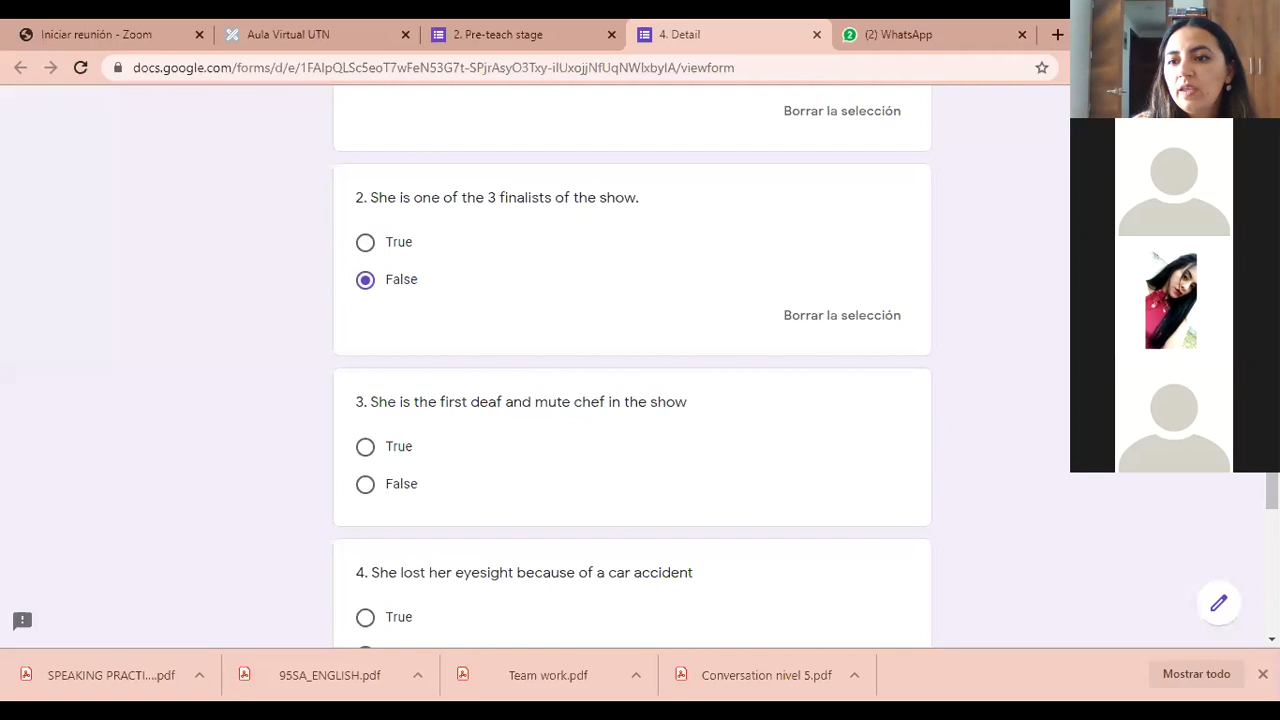 Iniciar reunión - Zoom
Aula Virtual UTN
2. Pre-teach stage
4. Detail
2
(2) WhatsApp
docs.google.com/forms/d/e/1FAIpQLSc5eoT7wFeN53G7t-SPjrAsyO3Txy-iIUxojjNfUqNWlxbyIA/viewform
Borrar la selección
2. She is one of the 3 finalists of the show.
True
False
Borrar la selección
3. She is the first deaf and mute chef in the show
True
False
4. She lost her eyesight because of a car accident
True
SPEAKING PRACTI....pdf
95SA_ENGLISH.pdf
Team work.pdf
Conversation nivel 5.pdf
Mostrar todo